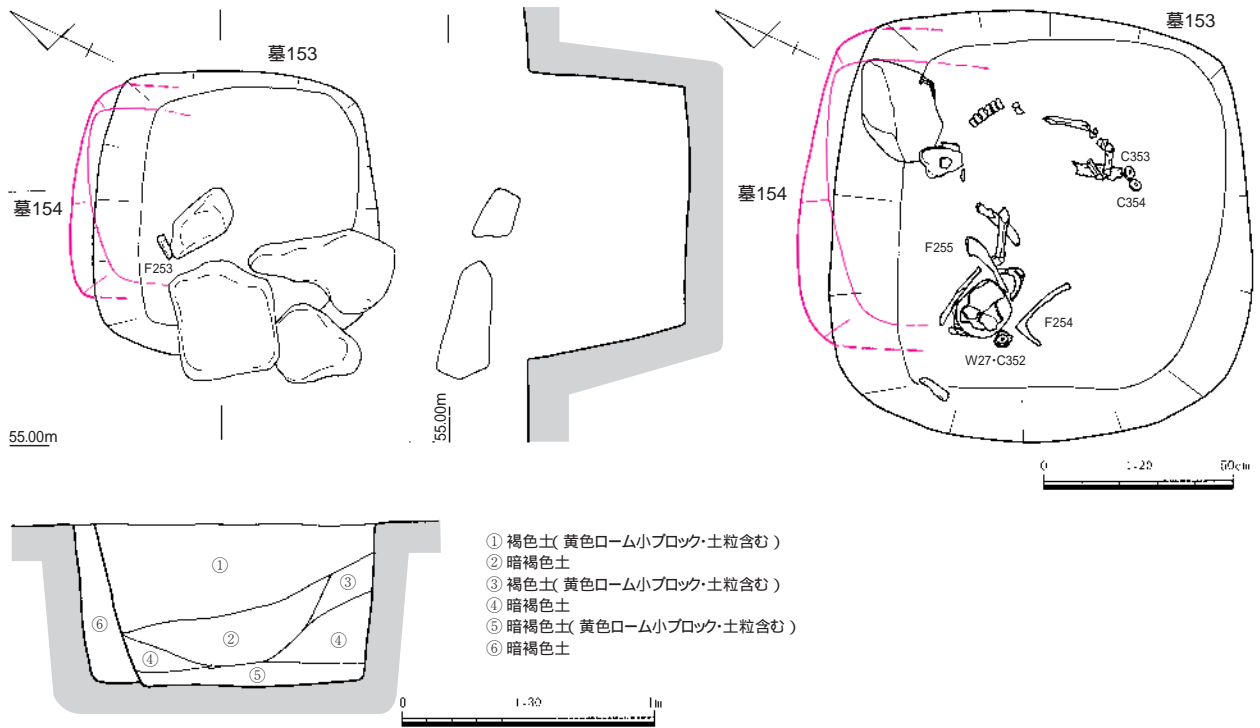 墓153
墓154
F253
55.00m
55.00m
墓153
墓154
C353
C354
F255
F254
W27・C352
0 1:20 50cm
① 褐色土( 黄色ローム小ブロック・土粒含む )
② 暗褐色土
③ 褐色土( 黄色ローム小ブロック・土粒含む )
④ 暗褐色土
⑤ 暗褐色土( 黄色ローム小ブロック・土粒含む )
⑥ 暗褐色土
①
②
③
④
④
⑤
⑥
0 1:30 1m